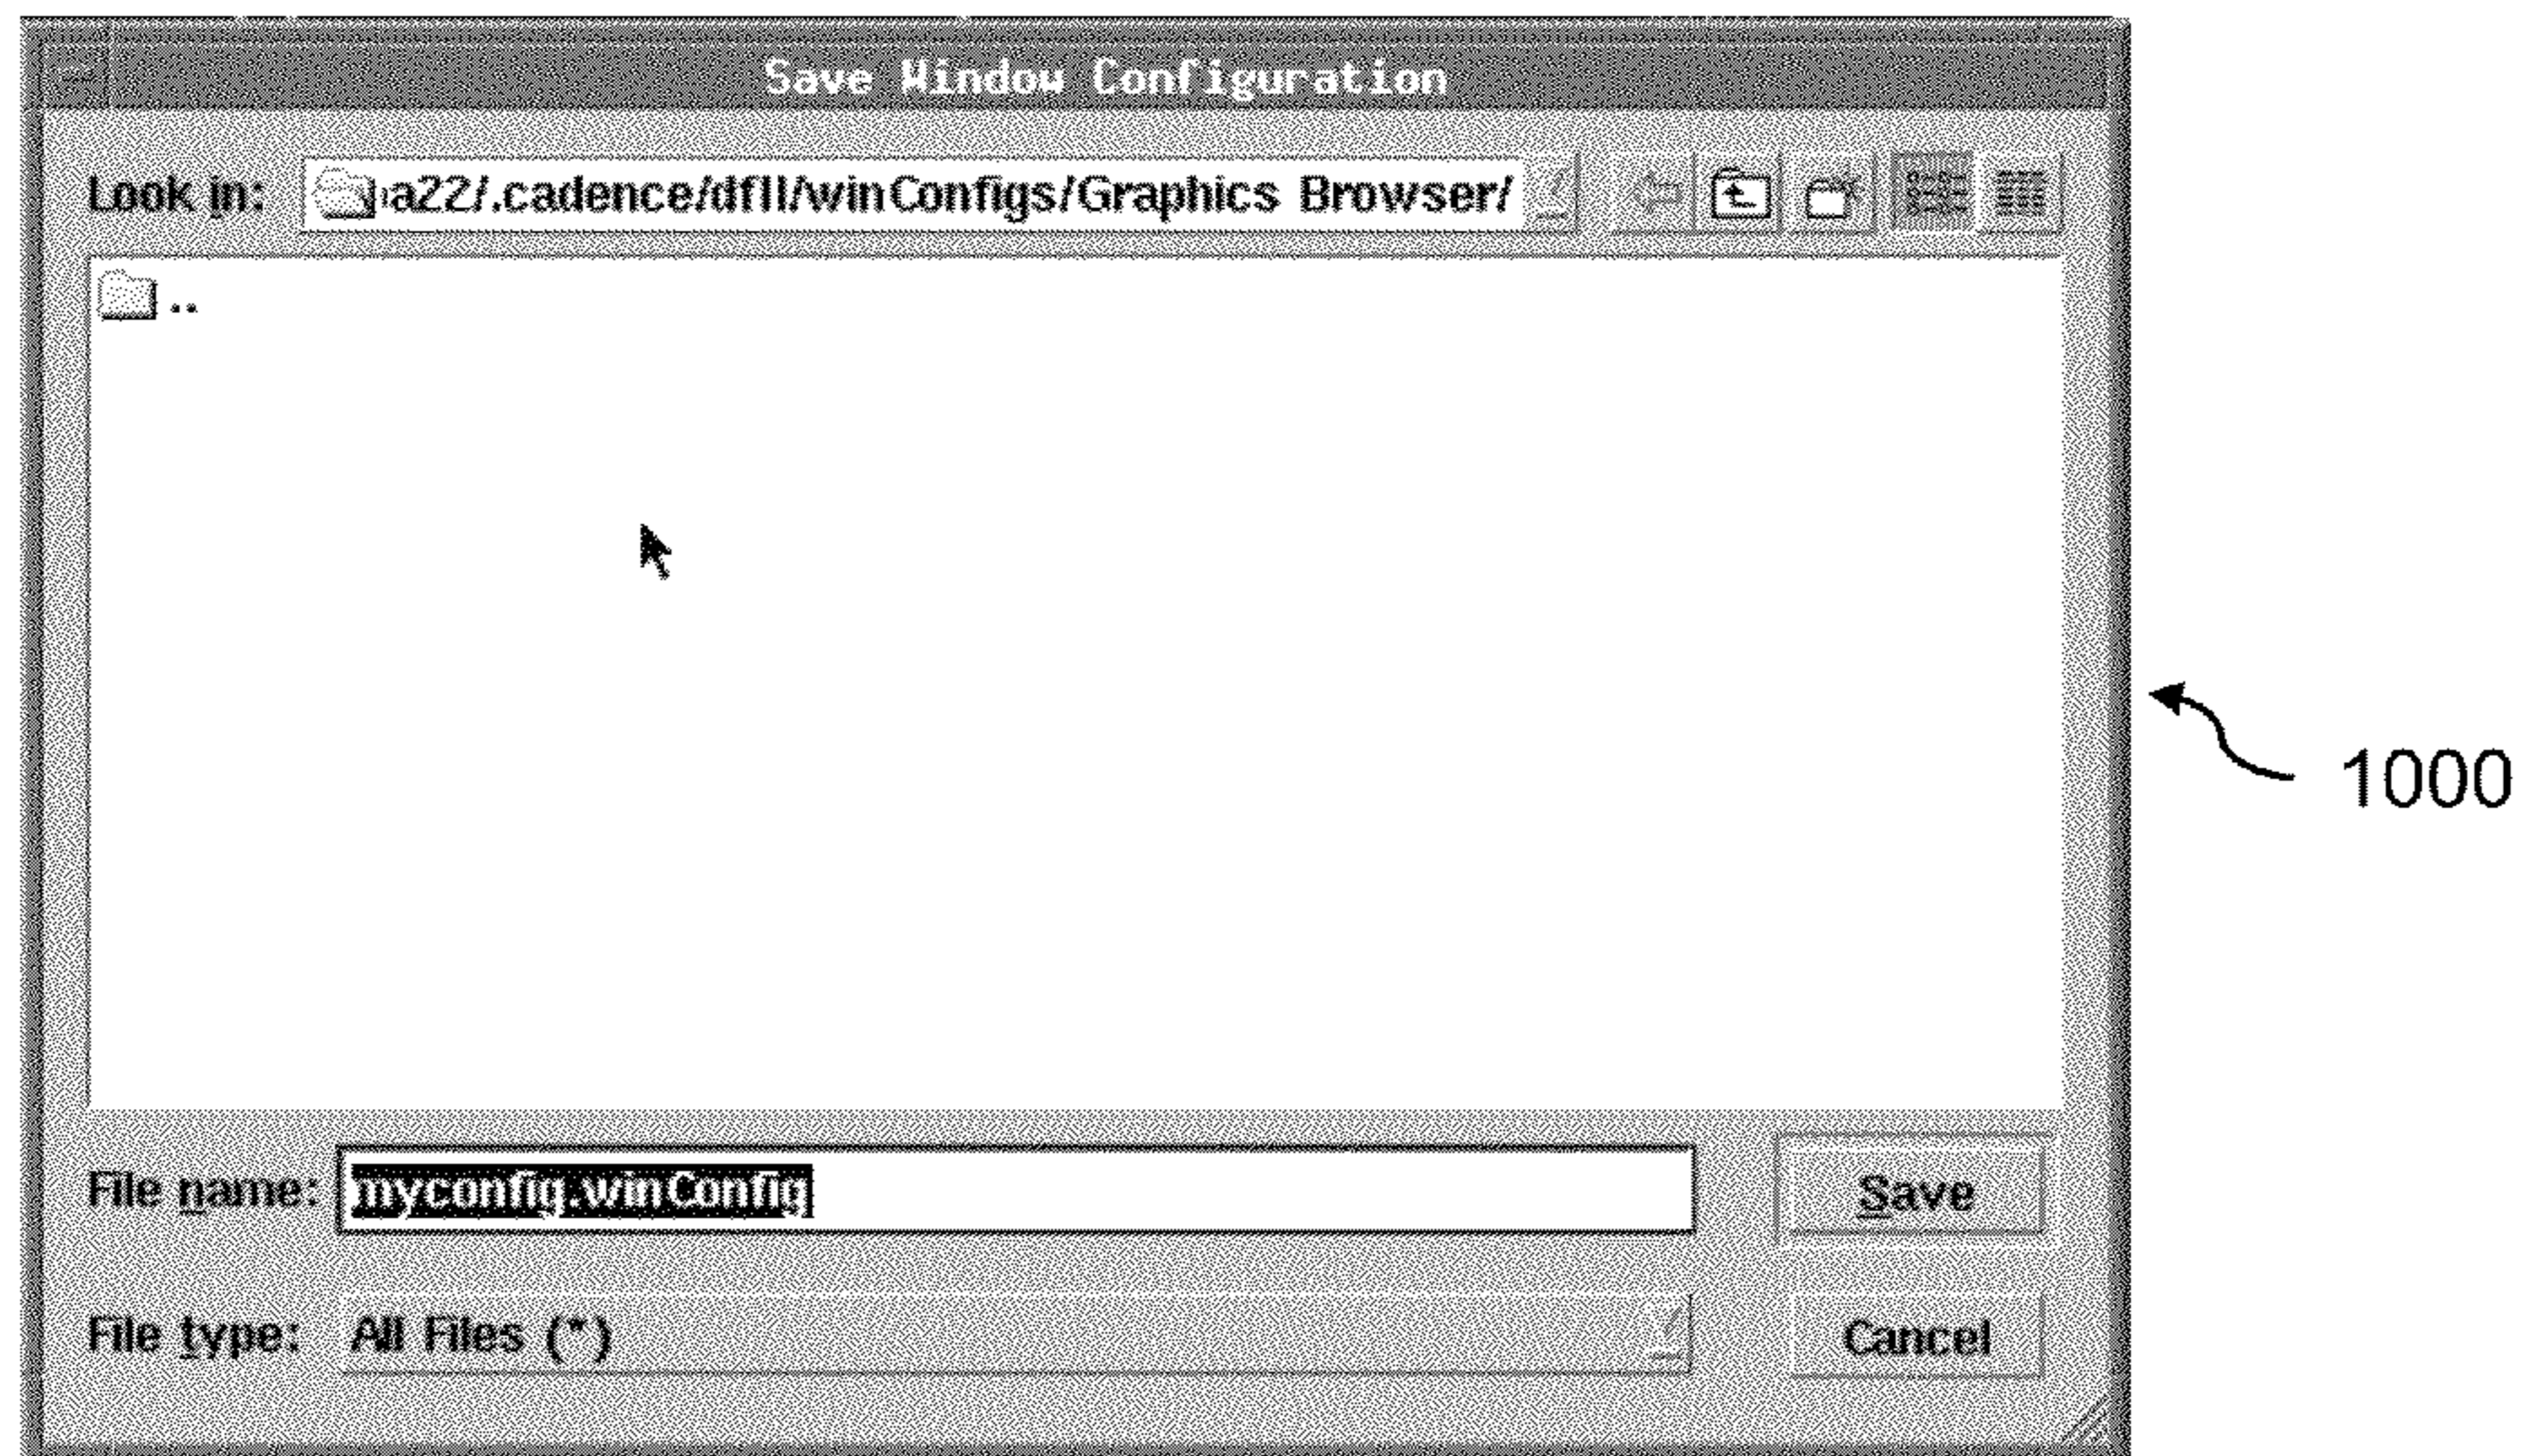 Save Window Configuration
Look in: a22/.cadence/dfII/winConfigs/Graphics Browser/
..
1000
File name: myconfig.winConfig Save
File type: All Files (*) Cancel